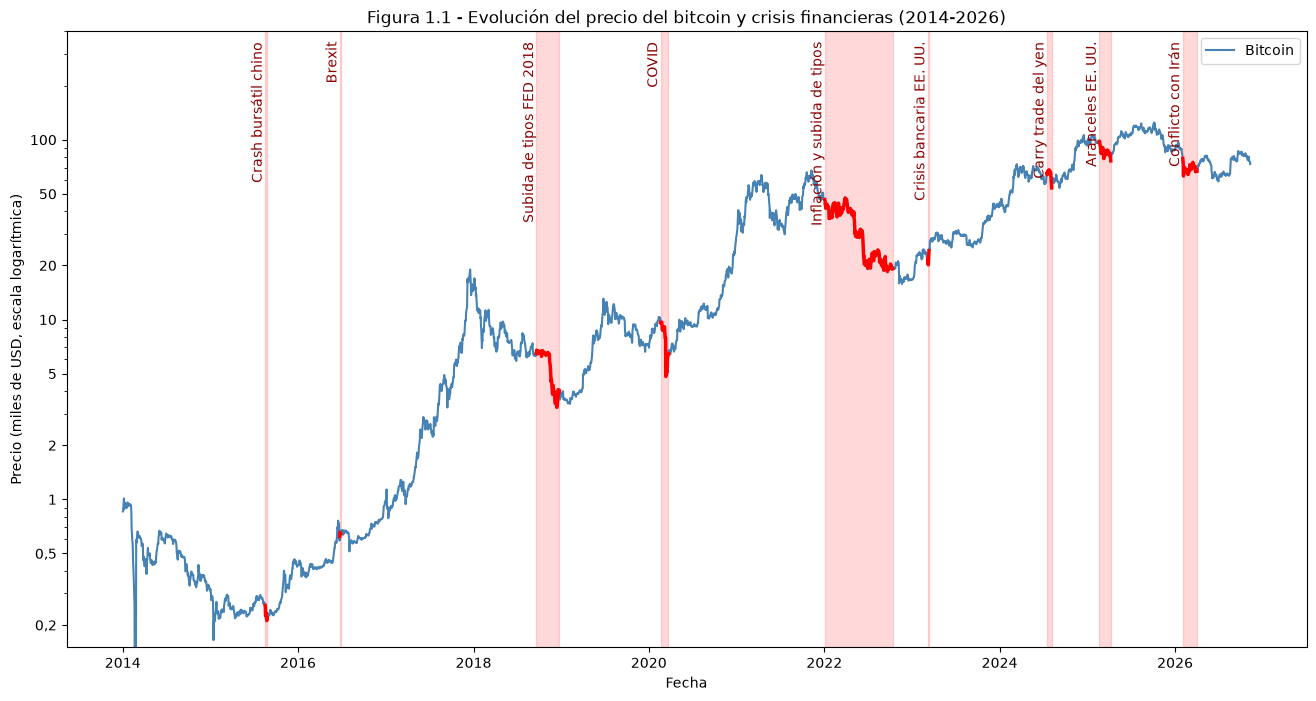 Figura 1.1 - Evolución del precio del bitcoin y crisis financieras (2014-2026)
Bitcoin
Crash bursátil chino
Brexit
Subida de tipos FED 2018
COVID
Inflación y subida de tipos
Crisis bancaria EE. UU.
Carry trade del yen
Aranceles EE. UU.
Conflicto con Irán
Precio (miles de USD, escala logarítmica)
100
50
20
10
5
2
1
0,5
0,2
2014
2016
2018
2020
2022
2024
2026
Fecha